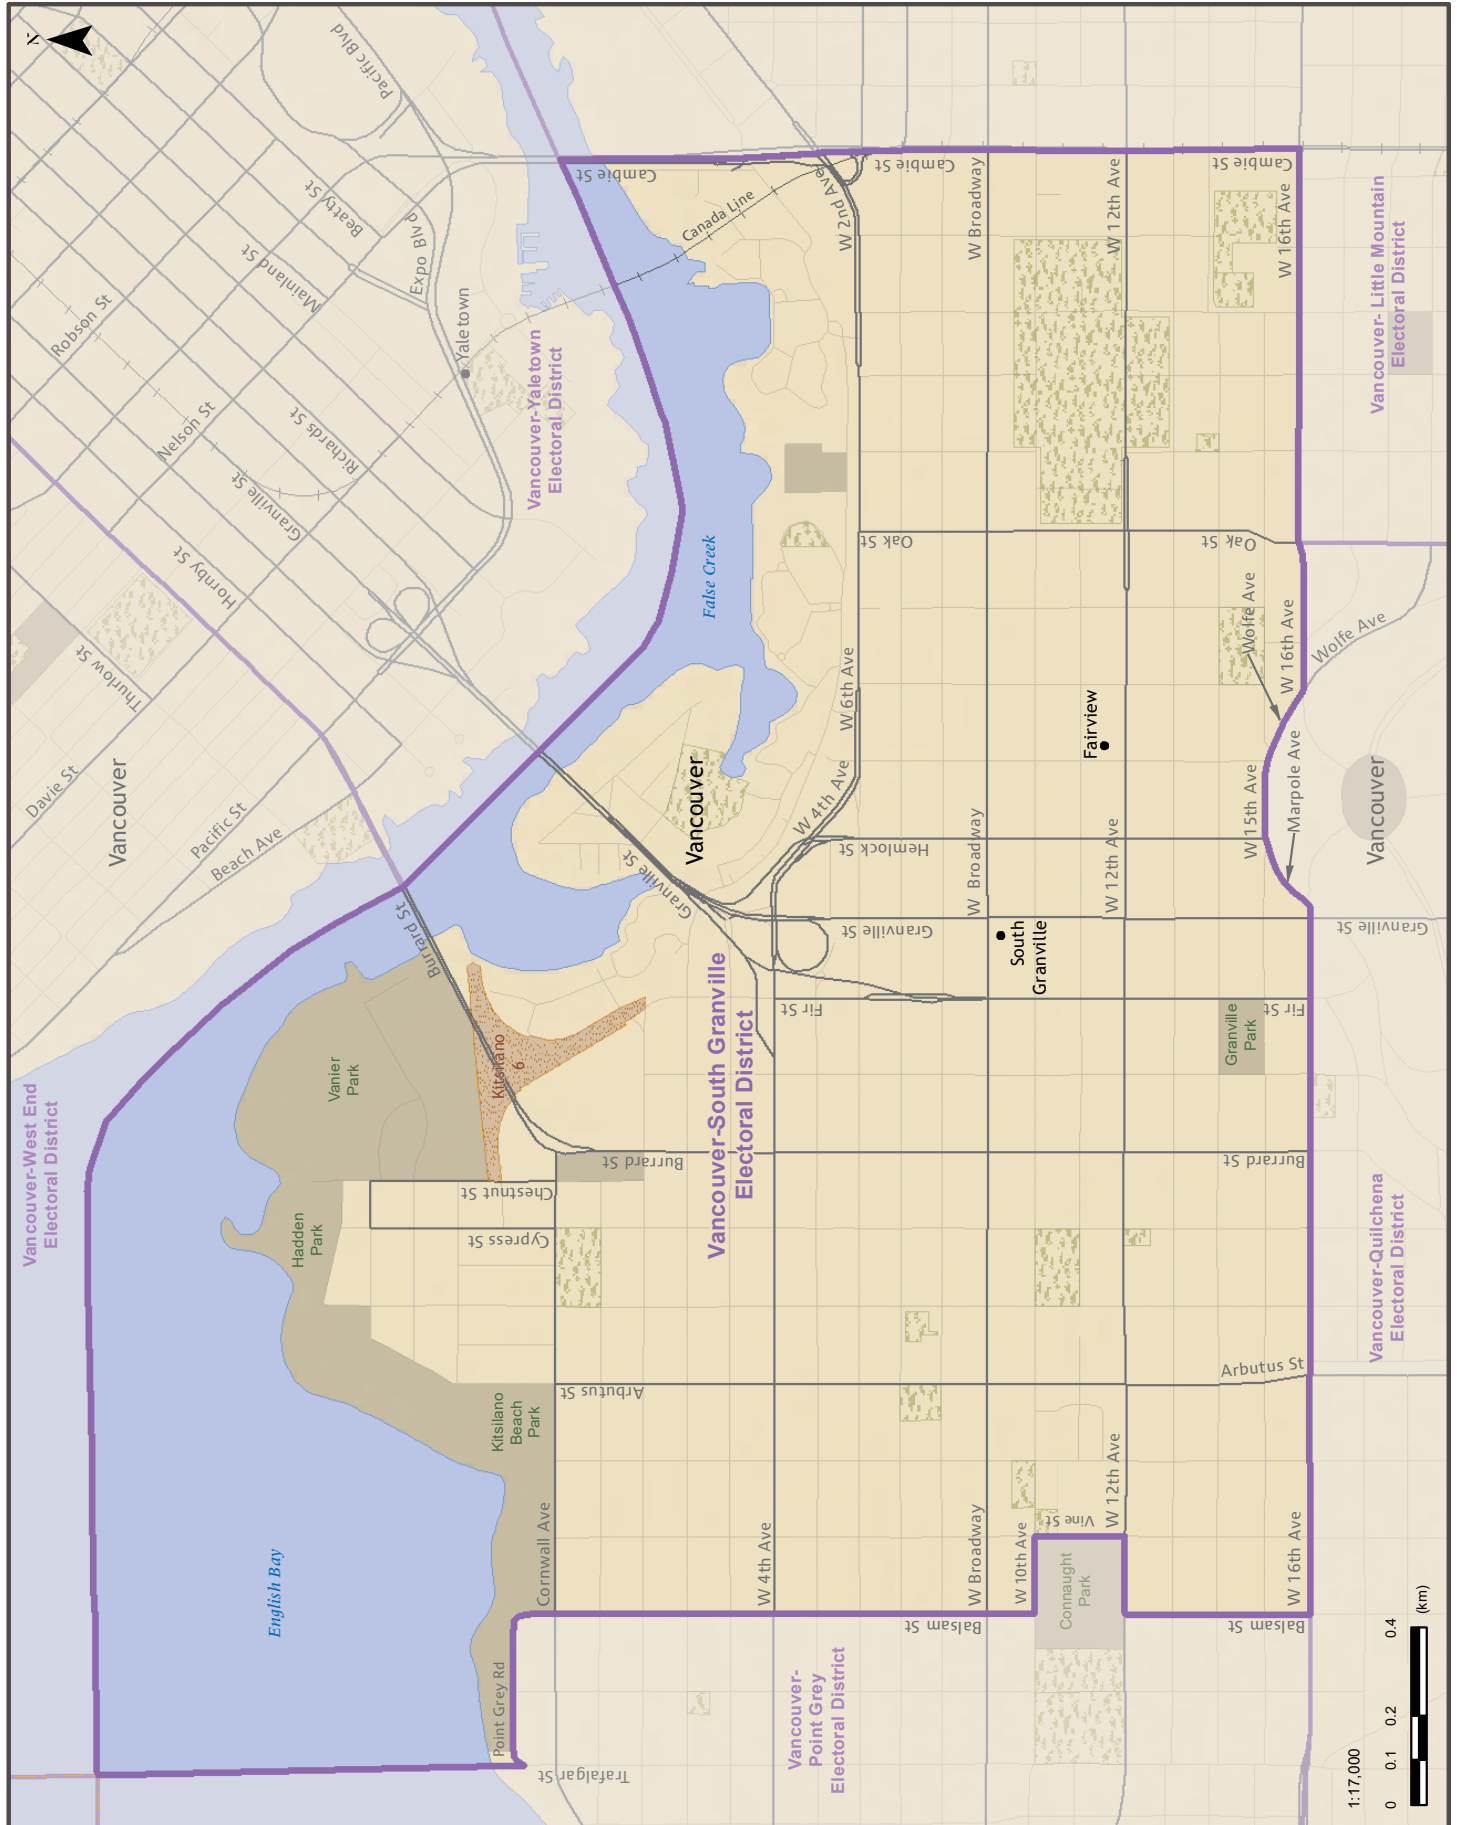 N
Pacific Blvd
Beatty St
Expo Blvd
Mainland St
Robson St
Yaletown
Nelson St
Richards St
Granville St
Hornby St
Thurlow St
Davie St
Pacific St
Beach Ave
Vancouver
Vancouver-Yaletown
Electoral District
Vancouver-West End
Electoral District
English Bay
False Creek
Cambie St
Canada Line
W 2nd Ave
Cambie St
W Broadway
W 12th Ave
Cambie St
W 16th Ave
Vancouver- Little Mountain
Electoral District
Oak St
Oak St
Wolfe Ave
W 16th Ave
Wolfe Ave
W 6th Ave
W 4th Ave
Vancouver
Fairview
Hemlock St
W Broadway
W 12th Ave
W 15th Ave
Marpole Ave
Vancouver
Granville St
Granville St
South
Granville
Granville St
Burrard St
Kitsilano
6
Vanier
Park
Hadden
Park
Kitsilano
Beach
Park
Vancouver-South Granville
Electoral District
Fir St
Granville
Park
Fir St
Burrard St
Burrard St
Chestnut St
Cypress St
Arbutus St
Arbutus St
Vancouver-Quilchena
Electoral District
Cornwall Ave
W 4th Ave
W Broadway
W 10th Ave
Vine St
W 12th Ave
W 16th Ave
Connaught
Park
Balsam St
Balsam St
Point Grey Rd
Trafalgar St
Vancouver-
Point Grey
Electoral District
1:17,000
0 0.1 0.2 0.4
(km)